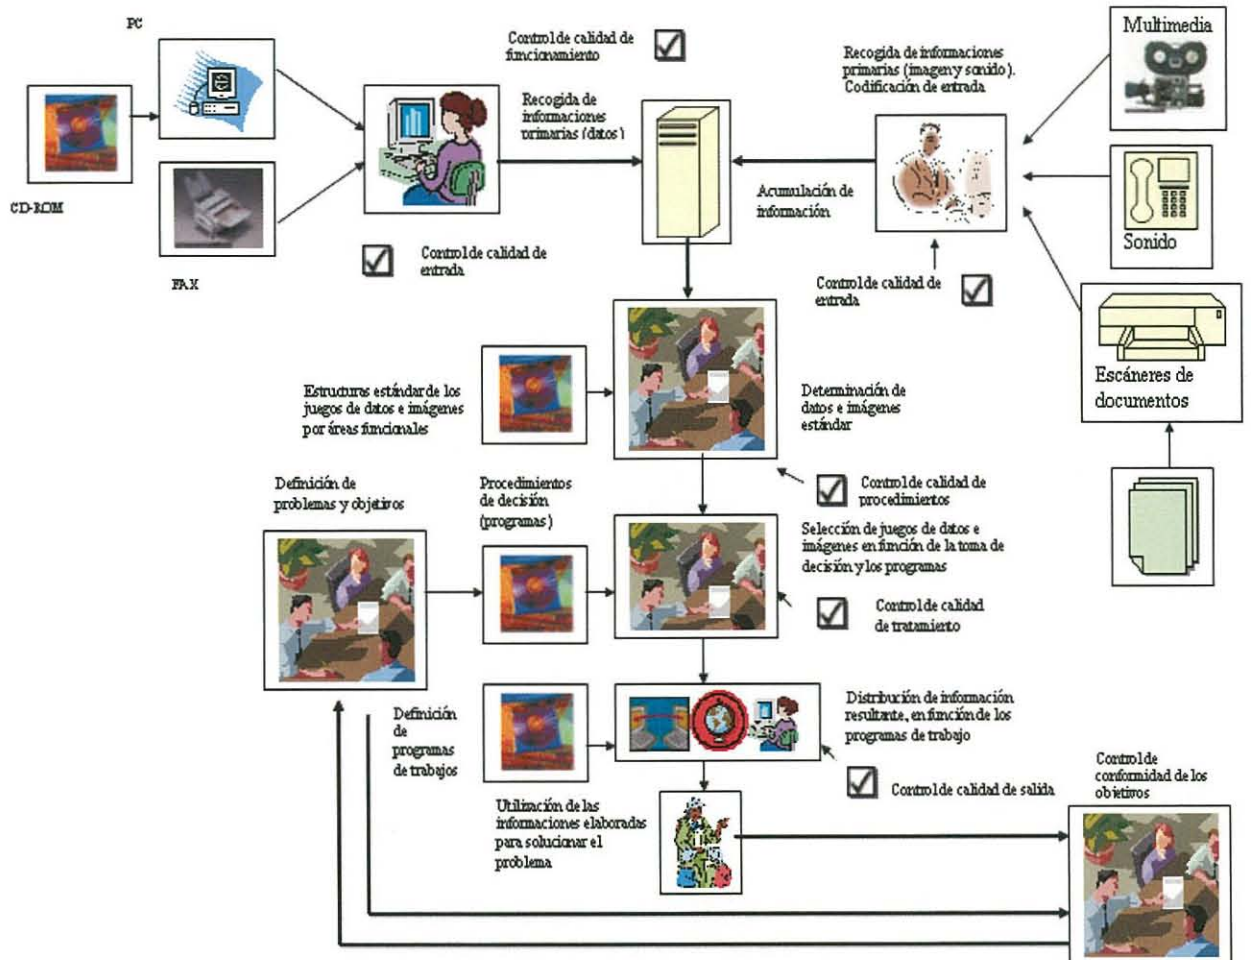 PC
Control de calidad de
funcionamiento
Multimedia
Recogida de informaciones
primarias (imagen y sonido).
Codificación de entrada
Recogida de
informaciones
primarias (datos)
CD-ROM
Acumulación de
información
Sonido
Control de calidad de
entrada
FAX
Control de calidad de
entrada
Escáneres de
documentos
Estructuras estándar de los
juegos de datos e imágenes
por áreas funcionales
Determinación de
datos e imágenes
estándar
Definición de
problemas y objetivos
Procedimientos
de decisión
(programas)
Control de calidad de
procedimientos
Selección de juegos de datos e
imágenes en función de la toma de
decisión y los programas
Control de calidad
de tratamiento
Definición
de
programas
de trabajos
Distribución de información
resultante, en función de los
programas de trabajo
Control de calidad de salida
Control de
conformidad de los
objetivos
Utilización de las
informaciones elaboradas
para solucionar el
problema